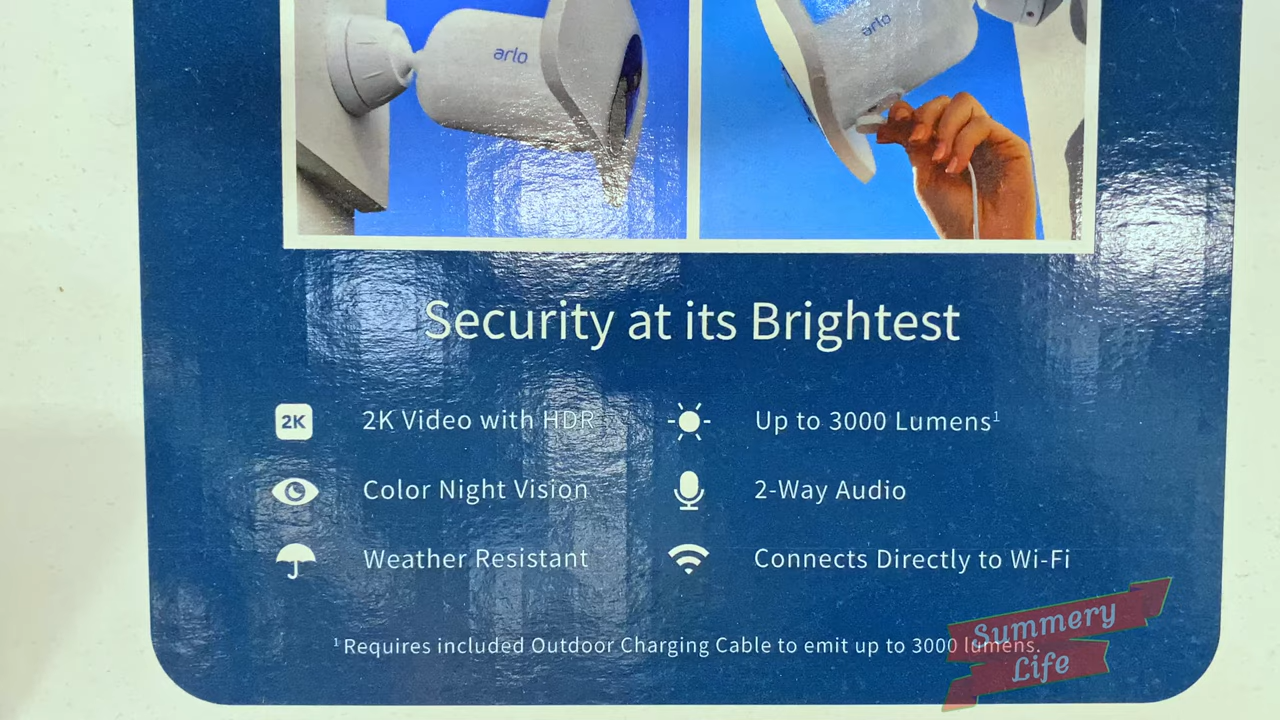 arlo
arlo
Security at its Brightest
2K
2K Video with HDR
Up to 3000 Lumens¹
Color Night Vision
2-Way Audio
Weather Resistant
Connects Directly to Wi-Fi
¹ Requires included Outdoor Charging Cable to emit up to 3000 lumens.
Summery
Life